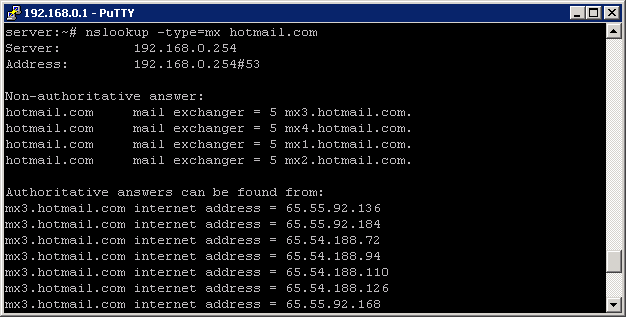 192.168.0.1 - PuTTY
server:~# nslookup -type=mx hotmail.com
Server:         192.168.0.254
Address:        192.168.0.254#53
Non-authoritative answer:
hotmail.com     mail exchanger = 5 mx3.hotmail.com.
hotmail.com     mail exchanger = 5 mx4.hotmail.com.
hotmail.com     mail exchanger = 5 mx1.hotmail.com.
hotmail.com     mail exchanger = 5 mx2.hotmail.com.
Authoritative answers can be found from:
mx3.hotmail.com internet address = 65.55.92.136
mx3.hotmail.com internet address = 65.55.92.184
mx3.hotmail.com internet address = 65.54.188.72
mx3.hotmail.com internet address = 65.54.188.94
mx3.hotmail.com internet address = 65.54.188.110
mx3.hotmail.com internet address = 65.54.188.126
mx3.hotmail.com internet address = 65.55.92.168